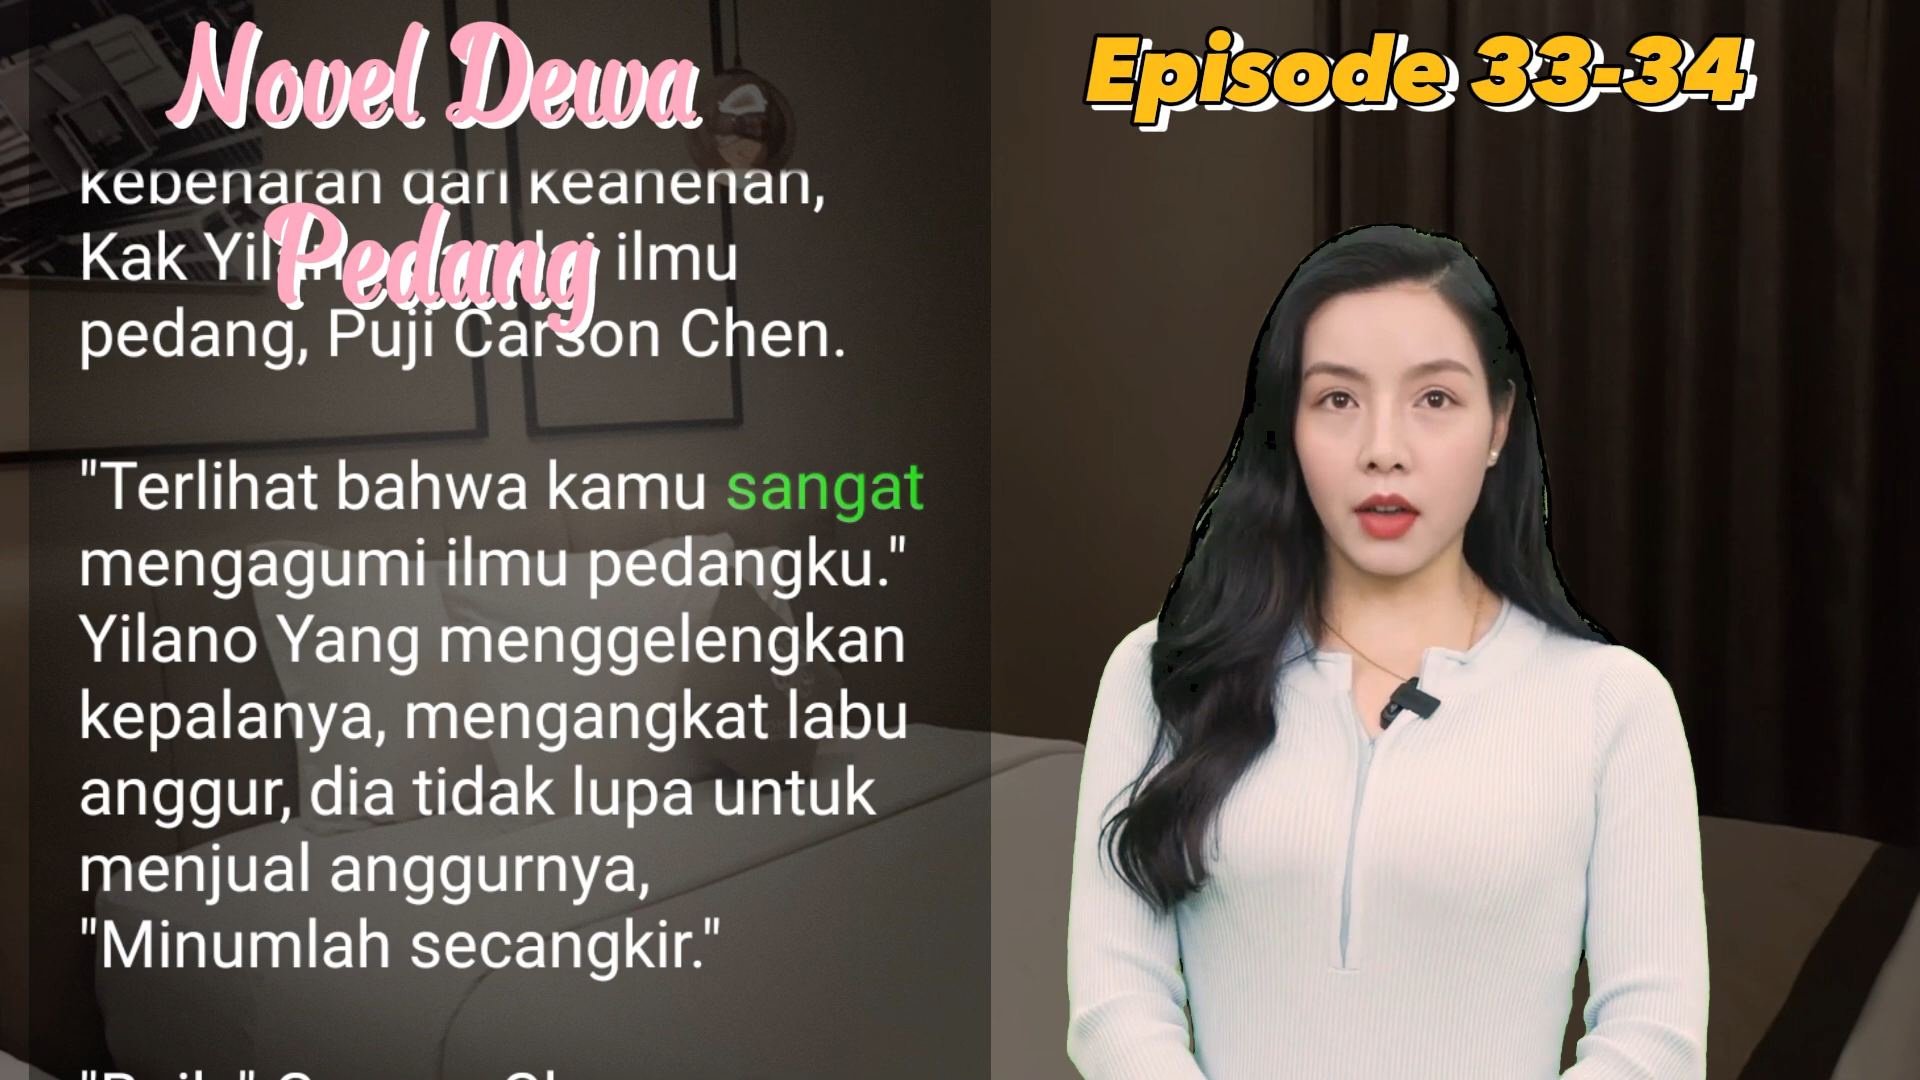 Novel Dewa
Pedang
Episode 33-34
kebenaran dari keanehan,
Kak ilmu
pedang, Puji Carson Chen.
"Terlihat bahwa kamu sangat
mengagumi ilmu pedangku."
Yilano Yang menggelengkan
kepalanya, mengangkat labu
anggur, dia tidak lupa untuk
menjual anggurnya,
"Minumlah secangkir."